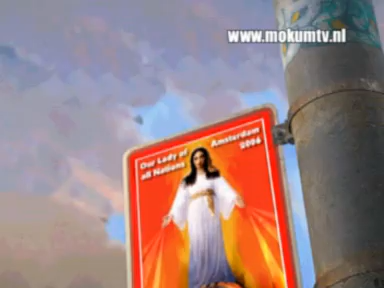 www.mokumtv.nl
Our Lady of
all Nations
Amsterdam
2006